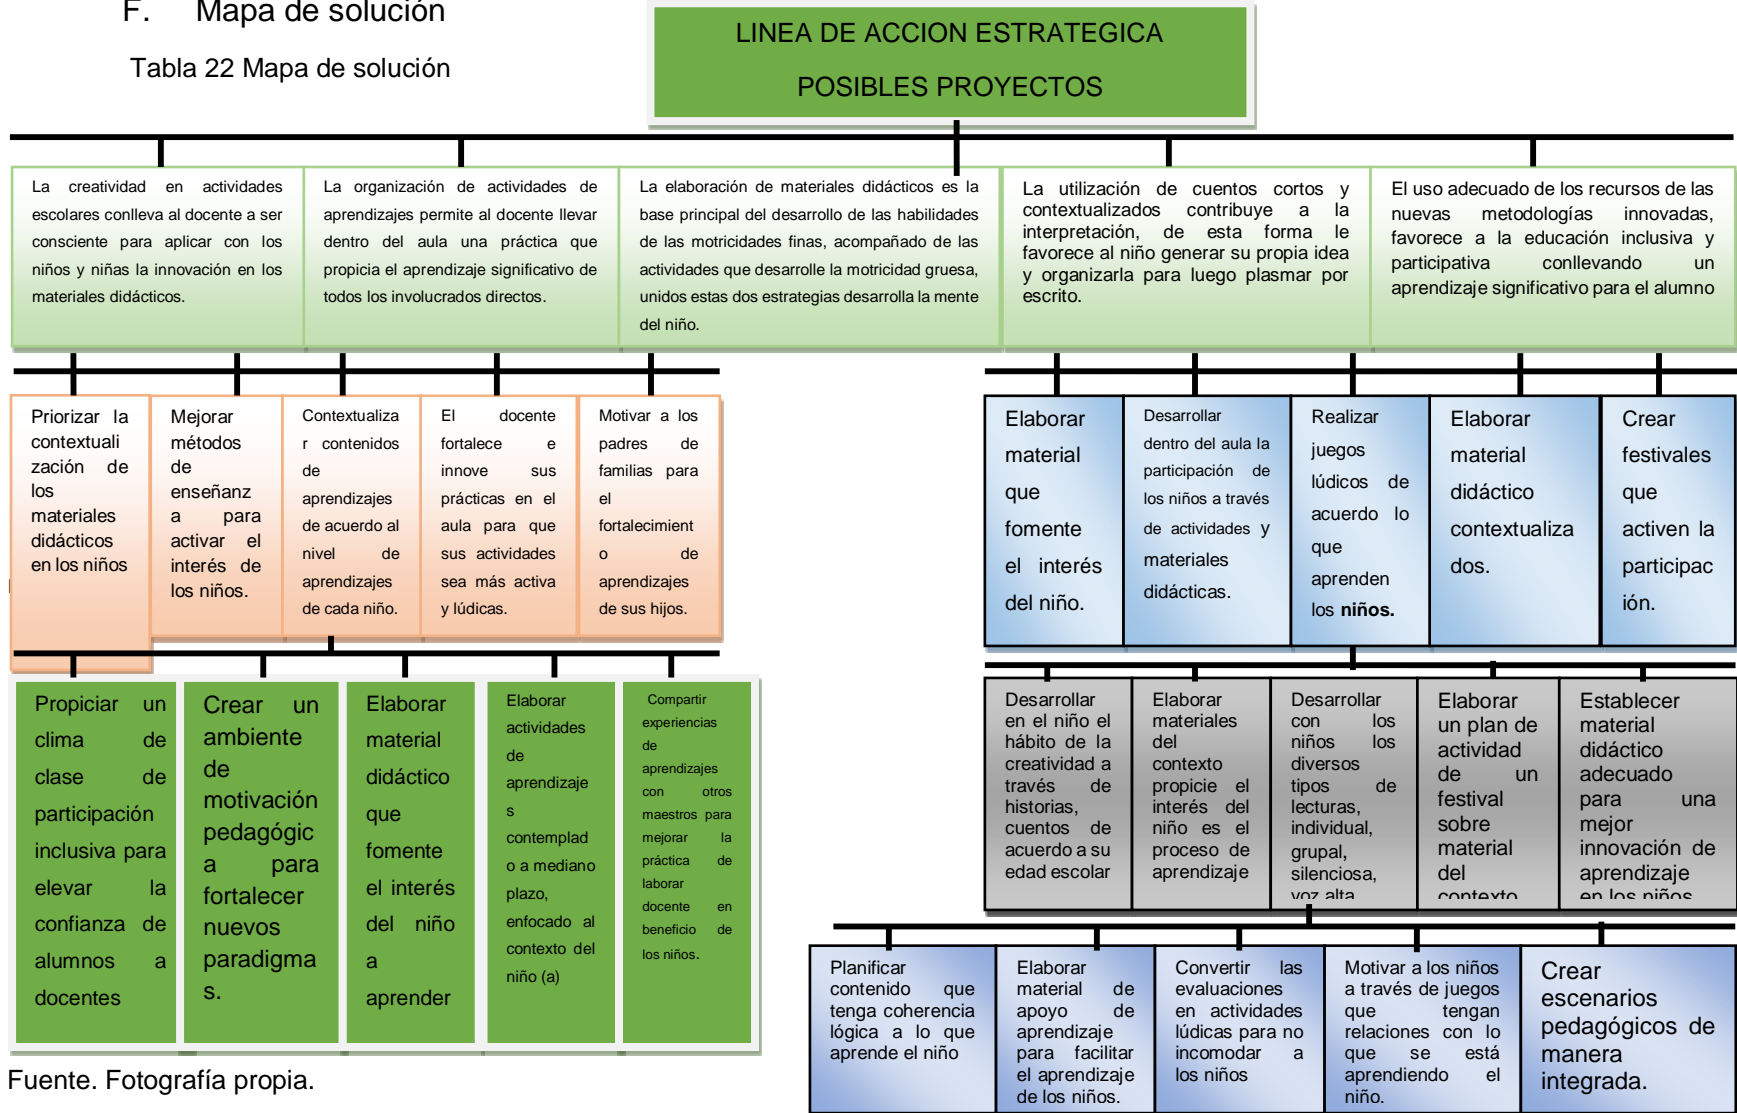 F. Mapa de solución
Tabla 22 Mapa de solución
LINEA DE ACCION ESTRATEGICA
POSIBLES PROYECTOS
La creatividad en actividades
escolares conlleva al docente a ser
consciente para aplicar con los
niños y niñas la innovación en los
materiales didácticos.
La organización de actividades de
aprendizajes permite al docente llevar
dentro del aula una práctica que
propicia el aprendizaje significativo de
todos los involucrados directos.
La elaboración de materiales didácticos es la
base principal del desarrollo de las habilidades
de las motricidades finas, acompañado de las
actividades que desarrolle la motricidad gruesa,
unidos estas dos estrategias desarrolla la mente
del niño.
La utilización de cuentos cortos y
contextualizados contribuye a la
interpretación, de esta forma le
favorece al niño generar su propia idea
y organizarla para luego plasmar por
escrito.
El uso adecuado de los recursos de las
nuevas metodologías innovadas,
favorece a la educación inclusiva y
participativa conllevando un
aprendizaje significativo para el alumno
Priorizar la
contextuali
zación de
los
materiales
didácticos
en los niños
Mejorar
métodos
de
enseñanz
a para
activar el
interés de
los niños.
Contextualiza
r contenidos
de
aprendizajes
de acuerdo al
nivel de
aprendizajes
de cada niño.
El docente
fortalece e
innove sus
prácticas en el
aula para que
sus actividades
sea más activa
y lúdicas.
Motivar a los
padres de
familias para
el
fortalecimient
o de
aprendizajes
de sus hijos.
Elaborar
material
que
fomente
el interés
del niño.
Desarrollar
dentro del aula la
participación de
los niños a través
de actividades y
materiales
didácticas.
Realizar
juegos
lúdicos de
acuerdo lo
que
aprenden
los niños.
Elaborar
material
didáctico
contextualiza
dos.
Crear
festivales
que
activen la
participac
ión.
Propiciar un
clima de
clase de
participación
inclusiva para
elevar la
confianza de
alumnos a
docentes
Crear un
ambiente
de
motivación
pedagógic
a para
fortalecer
nuevos
paradigma
s.
Elaborar
material
didáctico
que
fomente
el interés
del niño
a
aprender
Elaborar
actividades
de
aprendizaje
s
contemplad
o a mediano
plazo,
enfocado al
contexto del
niño (a)
Compartir
experiencias
de
aprendizajes
con otros
maestros para
mejorar la
práctica de
laborar
docente en
beneficio de
los niños.
Desarrollar
en el niño el
hábito de la
creatividad a
través de
historias,
cuentos de
acuerdo a su
edad escolar
Elaborar
materiales
del
contexto
propicie el
interés del
niño es el
proceso de
aprendizaje
Desarrollar
con los
niños los
diversos
tipos de
lecturas,
individual,
grupal,
silenciosa,
voz alta
Elaborar
un plan de
actividad
de un
festival
sobre
material
del
contexto
Establecer
material
didáctico
adecuado
para una
mejor
innovación de
aprendizaje
en los niños
Planificar
contenido que
tenga coherencia
lógica a lo que
aprende el niño
Elaborar
material de
apoyo de
aprendizaje
para facilitar
el aprendizaje
de los niños.
Convertir las
evaluaciones
en actividades
lúdicas para no
incomodar a
los niños
Motivar a los niños
a través de juegos
que tengan
relaciones con lo
que se está
aprendiendo el
niño.
Crear
escenarios
pedagógicos de
manera
integrada.
Fuente. Fotografía propia.